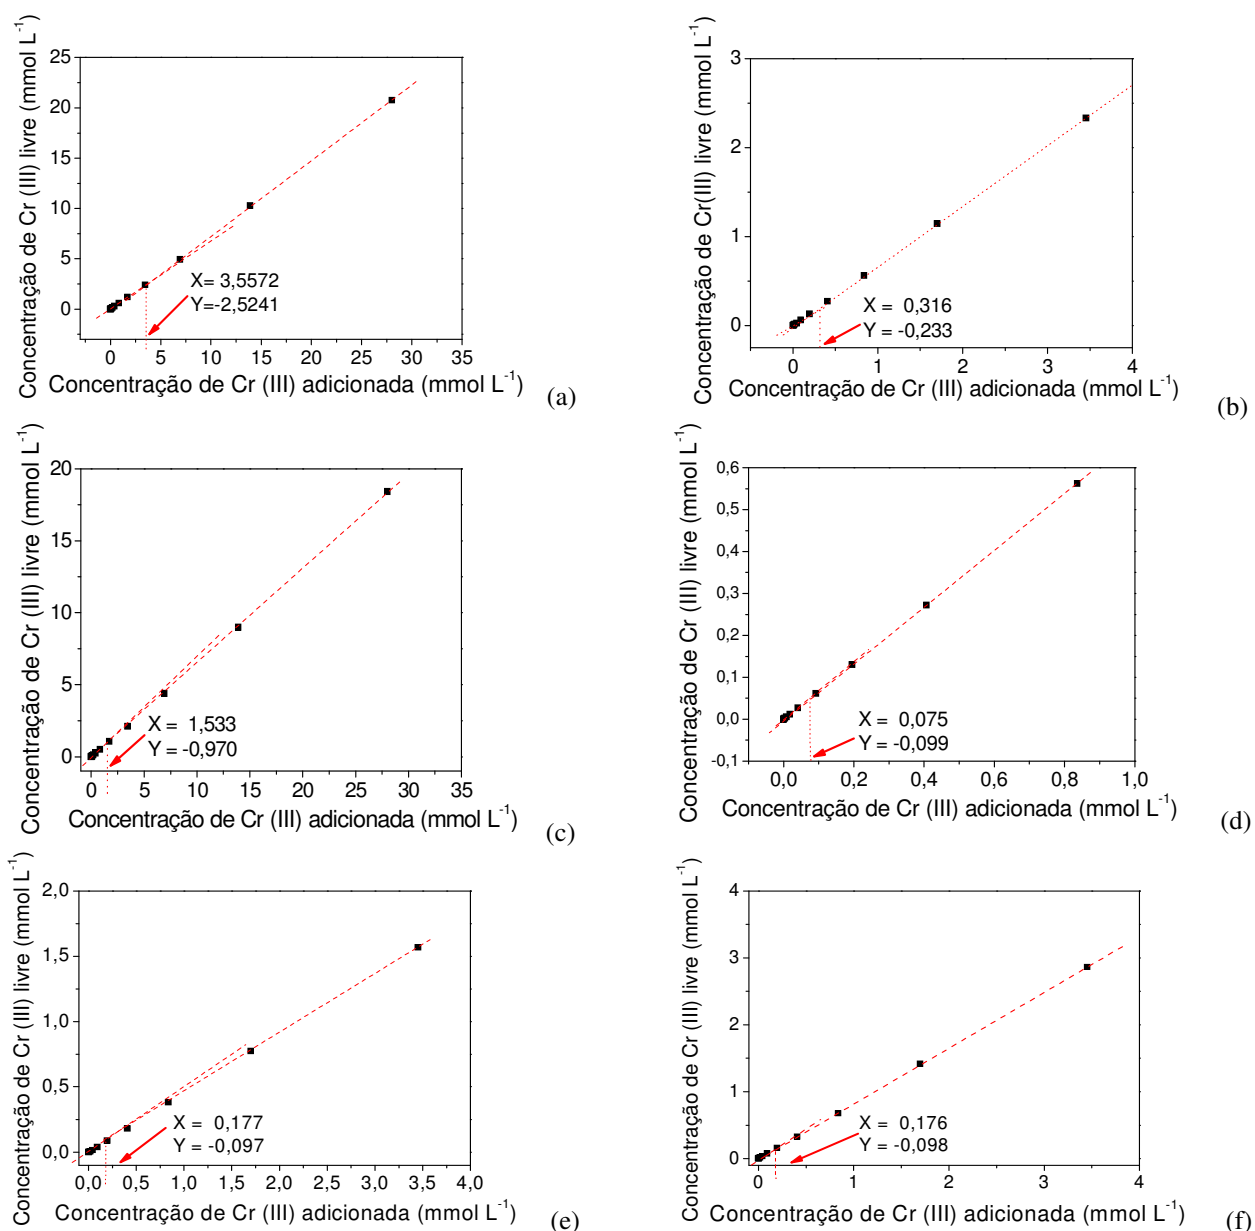 Concentração de Cr (III) livre (mmol L⁻¹)
25
20
15
10
5
0
X= 3,5572
Y=-2,5241
0 5 10 15 20 25 30 35
Concentração de Cr (III) adicionada (mmol L⁻¹)
(a)
Concentração de Cr(III) livre (mmol L⁻¹)
3
2
1
0
X = 0,316
Y = -0,233
0 1 2 3 4
Concentração de Cr (III) adicionada (mmol L⁻¹)
(b)
Concentração de Cr (III) livre (mmol L⁻¹)
20
15
10
5
0
X = 1,533
Y = -0,970
0 5 10 15 20 25 30 35
Concentração de Cr (III) adicionada (mmol L⁻¹)
(c)
Concentração de Cr (III) livre (mmol L⁻¹)
0,6
0,5
0,4
0,3
0,2
0,1
0,0
-0,1
X = 0,075
Y = -0,099
0,0 0,2 0,4 0,6 0,8 1,0
Concentração de Cr (III) adicionada (mmol L⁻¹)
(d)
Concentração de Cr (III) livre (mmol L⁻¹)
2,0
1,5
1,0
0,5
0,0
X = 0,177
Y = -0,097
0,0 0,5 1,0 1,5 2,0 2,5 3,0 3,5 4,0
Concentração de Cr (III) adicionada (mmol L⁻¹)
(e)
Concentração de Cr (III) livre (mmol L⁻¹)
4
3
2
1
0
X = 0,176
Y = -0,098
0 1 2 3 4
Concentração de Cr (III) adicionada (mmol L⁻¹)
(f)